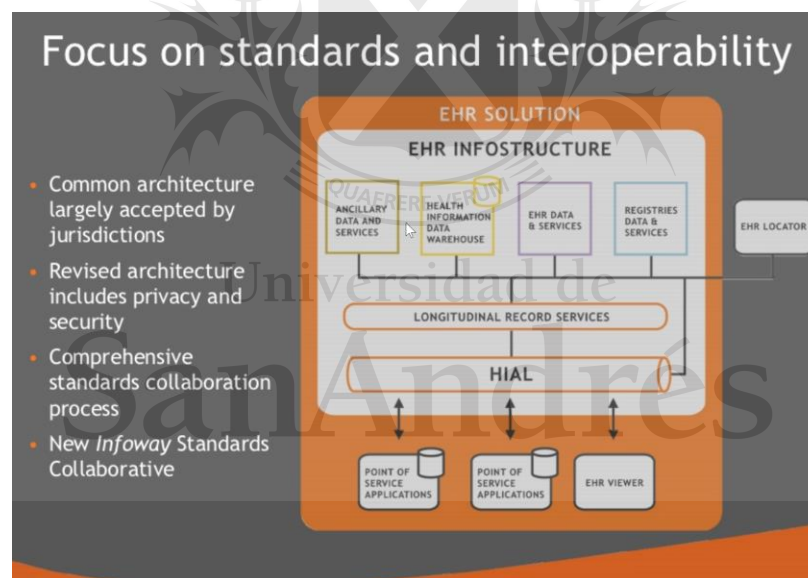 Focus on standards and interoperability
• Common architecture
largely accepted by
jurisdictions
• Revised architecture
includes privacy and
security
• Comprehensive
standards collaboration
process
• New Infoway Standards
Collaborative
EHR SOLUTION
EHR INFOSTRUCTURE
QUAERERE VERUM
ANCILLARY
DATA AND
SERVICES
HEALTH
INFORMATION
DATA
WAREHOUSE
EHR DATA
& SERVICES
REGISTRIES
DATA &
SERVICES
EHR LOCATOR
Universidad de
SanAndrés
LONGITUDINAL RECORD SERVICES
HIAL
POINT OF
SERVICE
APPLICATIONS
POINT OF
SERVICE
APPLICATIONS
EHR VIEWER